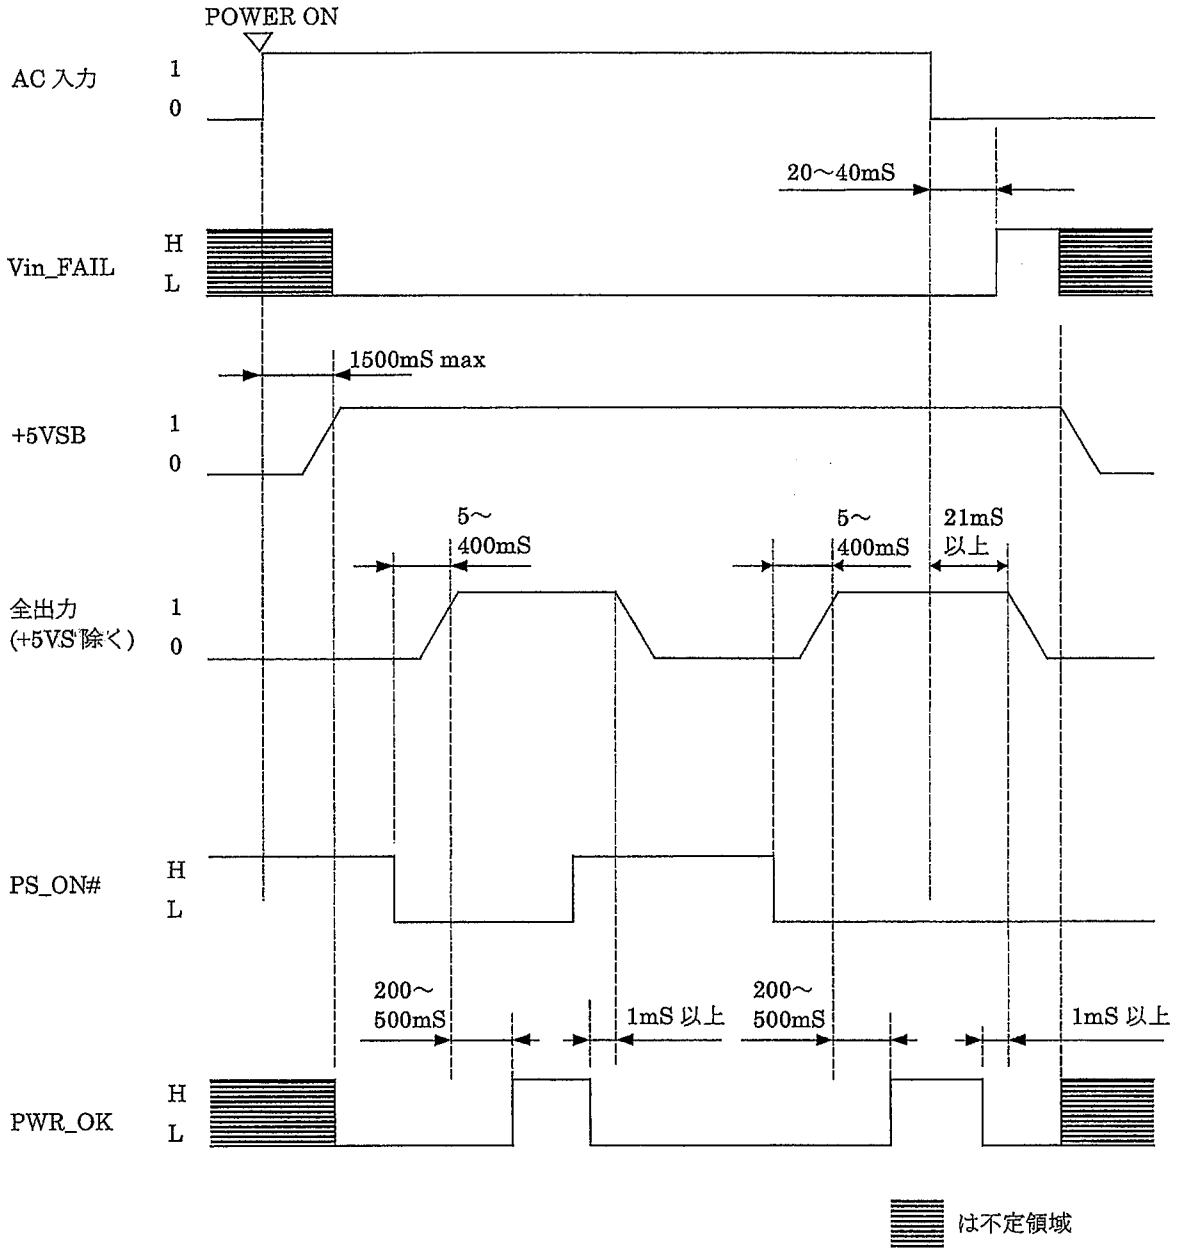 POWER ON
AC 入力
1
0
20～40mS
Vin_FAIL
H
L
1500mS max
+5VSB
1
0
5～
400mS
5～
400mS
21mS
以上
全出力
(+5VS 除く)
1
0
PS_ON#
H
L
200～
500mS
1mS 以上
200～
500mS
1mS 以上
PWR_OK
H
L
は不定領域